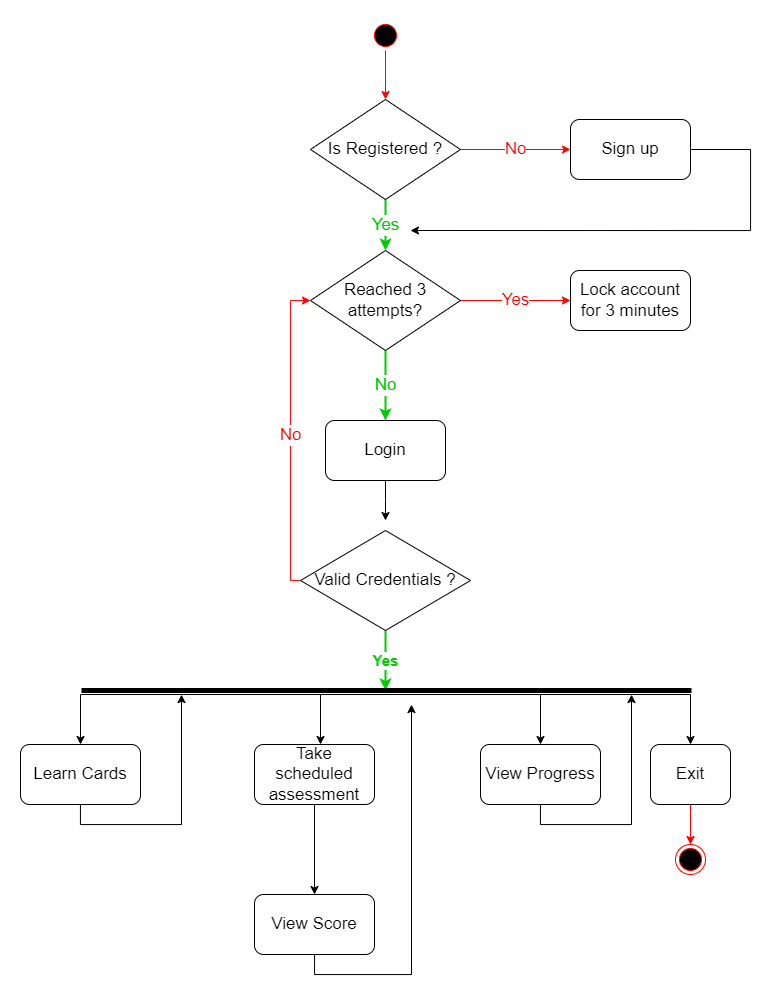 Is Registered ?
No
Sign up
Yes
Reached 3
attempts?
Yes
Lock account
for 3 minutes
No
No
Login
Valid Credentials ?
Yes
Learn Cards
Take
scheduled
assessment
View Progress
Exit
View Score